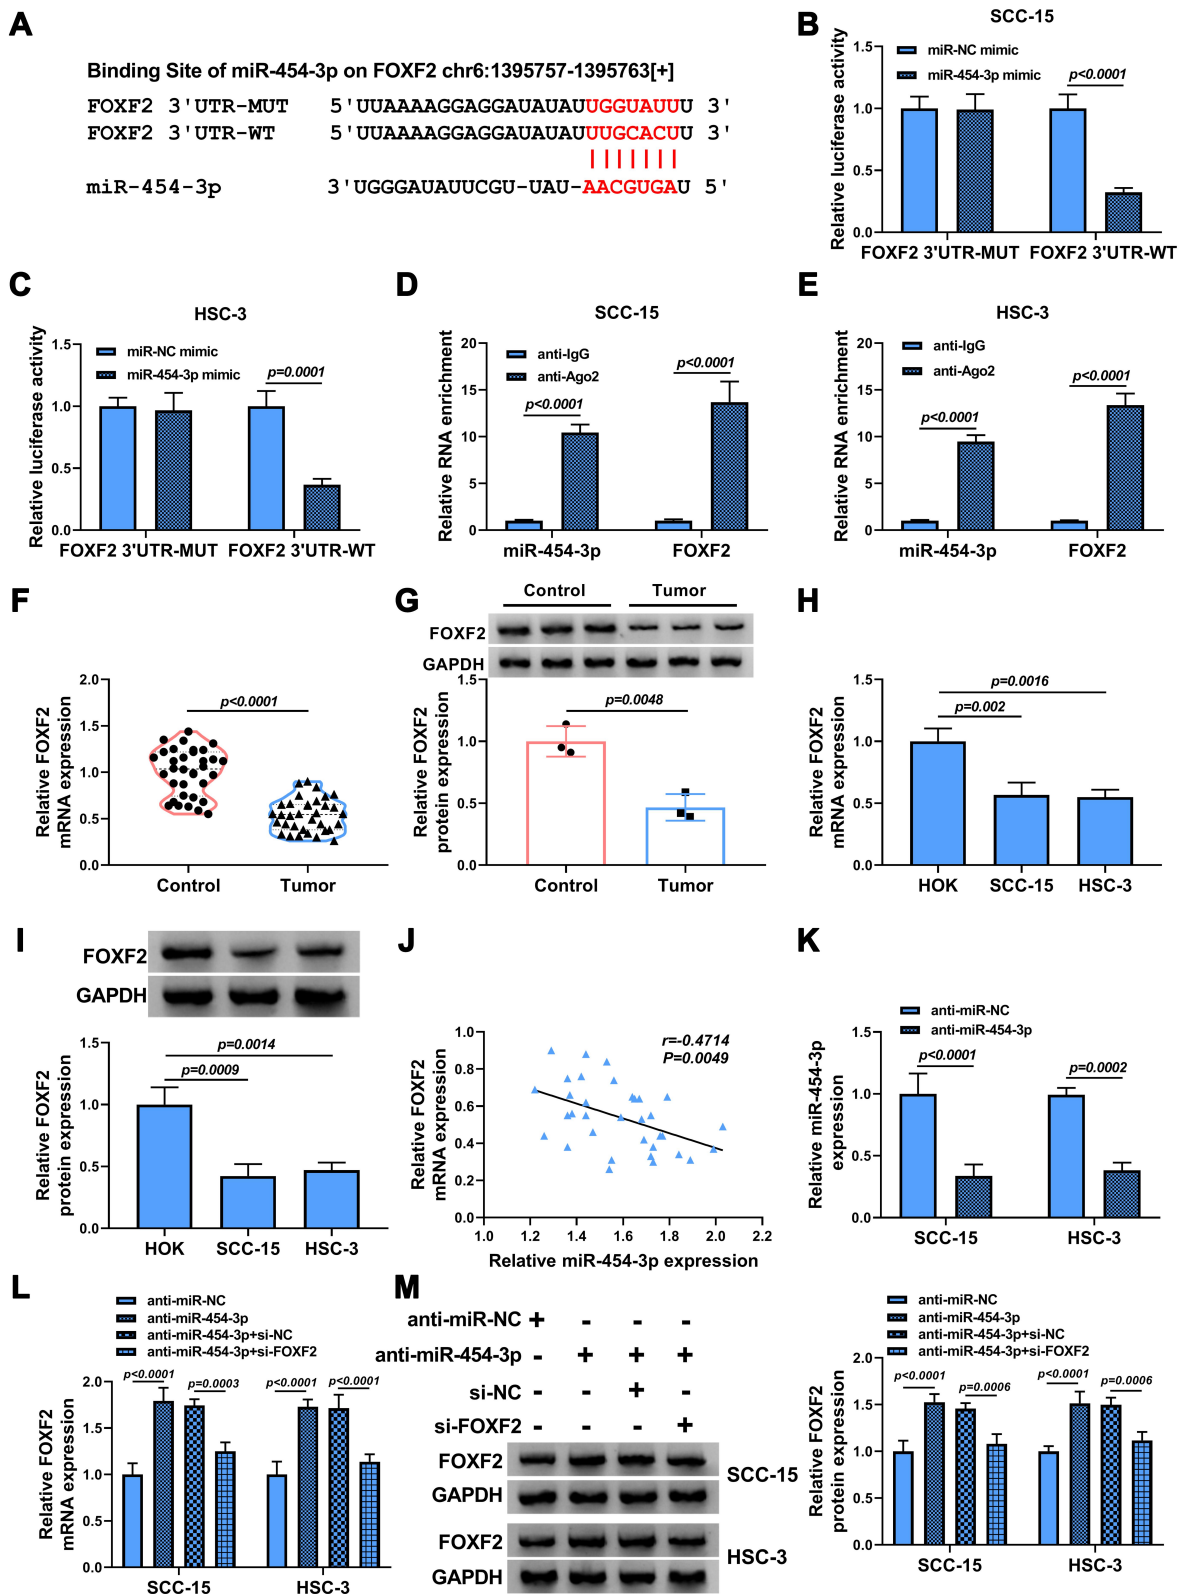 A
Binding Site of miR-454-3p on FOXF2 chr6:1395757-1395763[+]
FOXF2 3'UTR-MUT 5'UUAAAAGGAGGAUAUAUUGGUAUUU 3'
FOXF2 3'UTR-WT 5'UUAAAAGGAGGAUAUAUUUGCACUU 3'
miR-454-3p 3'UGGGAUAUUCGU-UAU-AACGUGAU 5'
B
SCC-15
Relative luciferase activity
1.5
1.0
0.5
0.0
miR-NC mimic
miR-454-3p mimic
p<0.0001
FOXF2 3'UTR-MUT FOXF2 3'UTR-WT
C
HSC-3
Relative luciferase activity
1.5
1.0
0.5
0.0
miR-NC mimic
miR-454-3p mimic
p=0.0001
FOXF2 3'UTR-MUT FOXF2 3'UTR-WT
D
SCC-15
Relative RNA enrichment
20
15
10
5
0
anti-IgG
anti-Ago2
p<0.0001
p<0.0001
miR-454-3p FOXF2
E
HSC-3
Relative RNA enrichment
20
15
10
5
0
anti-IgG
anti-Ago2
p<0.0001
p<0.0001
miR-454-3p FOXF2
F
Relative FOXF2
mRNA expression
2.0
1.5
1.0
0.5
0.0
p<0.0001
Control Tumor
G
Control Tumor
FOXF2
GAPDH
Relative FOXF2
protein expression
1.5
1.0
0.5
0.0
p=0.0048
Control Tumor
H
Relative FOXF2
mRNA expression
1.5
1.0
0.5
0.0
p=0.0016
p=0.002
HOK SCC-15 HSC-3
I
FOXF2
GAPDH
Relative FOXF2
protein expression
1.5
1.0
0.5
0.0
p=0.0014
p=0.0009
HOK SCC-15 HSC-3
J
Relative FOXF2
mRNA expression
1.0
0.8
0.6
0.4
0.2
0.0
r=-0.4714
P=0.0049
1.0 1.2 1.4 1.6 1.8 2.0 2.2
Relative miR-454-3p expression
K
Relative miR-454-3p
expression
1.5
1.0
0.5
0.0
anti-miR-NC
anti-miR-454-3p
p<0.0001
p=0.0002
SCC-15 HSC-3
L
anti-miR-NC
anti-miR-454-3p
anti-miR-454-3p+si-NC
anti-miR-454-3p+si-FOXF2
Relative FOXF2
mRNA expression
2.0
1.5
1.0
0.5
0.0
p<0.0001 p=0.0003 p<0.0001 p<0.0001
SCC-15 HSC-3
M
anti-miR-NC + - - -
anti-miR-454-3p - + + +
si-NC - - + -
si-FOXF2 - - - +
FOXF2
GAPDH
SCC-15
FOXF2
GAPDH
HSC-3
anti-miR-NC
anti-miR-454-3p
anti-miR-454-3p+si-NC
anti-miR-454-3p+si-FOXF2
Relative FOXF2
protein expression
2.0
1.5
1.0
0.5
0.0
p<0.0001 p=0.0006 p<0.0001 p=0.0006
SCC-15 HSC-3